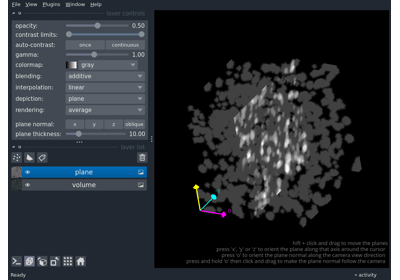 File View Plugins Window Help
layer controls
opacity: 0.50
contrast limits:
auto-contrast: once continuous
gamma: 1.00
colormap: gray
blending: additive
interpolation: linear
depiction: plane
rendering: average
plane normal: x y z oblique
plane thickness: 10.00
layer list
plane
volume
hift + click and drag to move the planes
press 'x', 'y' or 'z' to orient the plane along that axis around the cursor
press 'o' to orient the plane normal along the camera view direction
press and hold 'o' then click and drag to make the plane normal follow the camera
Ready
activity